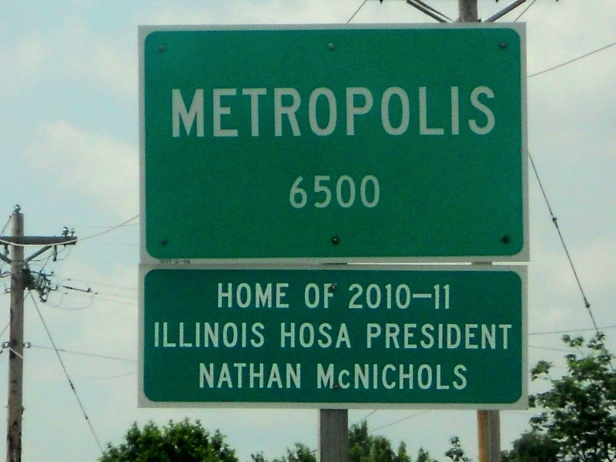 METROPOLIS
6500
HOME OF 2010-11
ILLINOIS HOSA PRESIDENT
NATHAN McNICHOLS